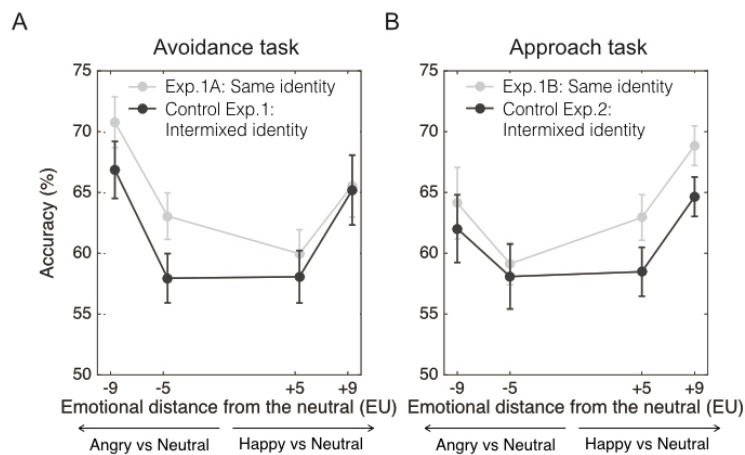 A
Avoidance task
Exp.1A: Same identity
Control Exp.1:
Intermixed identity
Accuracy (%)
75
70
65
60
55
50
-9
-5
+5
+9
Emotional distance from the neutral (EU)
Angry vs Neutral
Happy vs Neutral
B
Approach task
Exp.1B: Same identity
Control Exp.2:
Intermixed identity
75
70
65
60
55
50
-9
-5
+5
+9
Emotional distance from the neutral (EU)
Angry vs Neutral
Happy vs Neutral